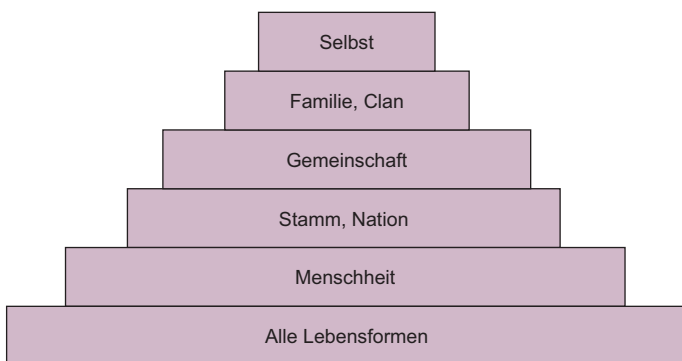 Selbst
Familie, Clan
Gemeinschaft
Stamm, Nation
Menschheit
Alle Lebensformen